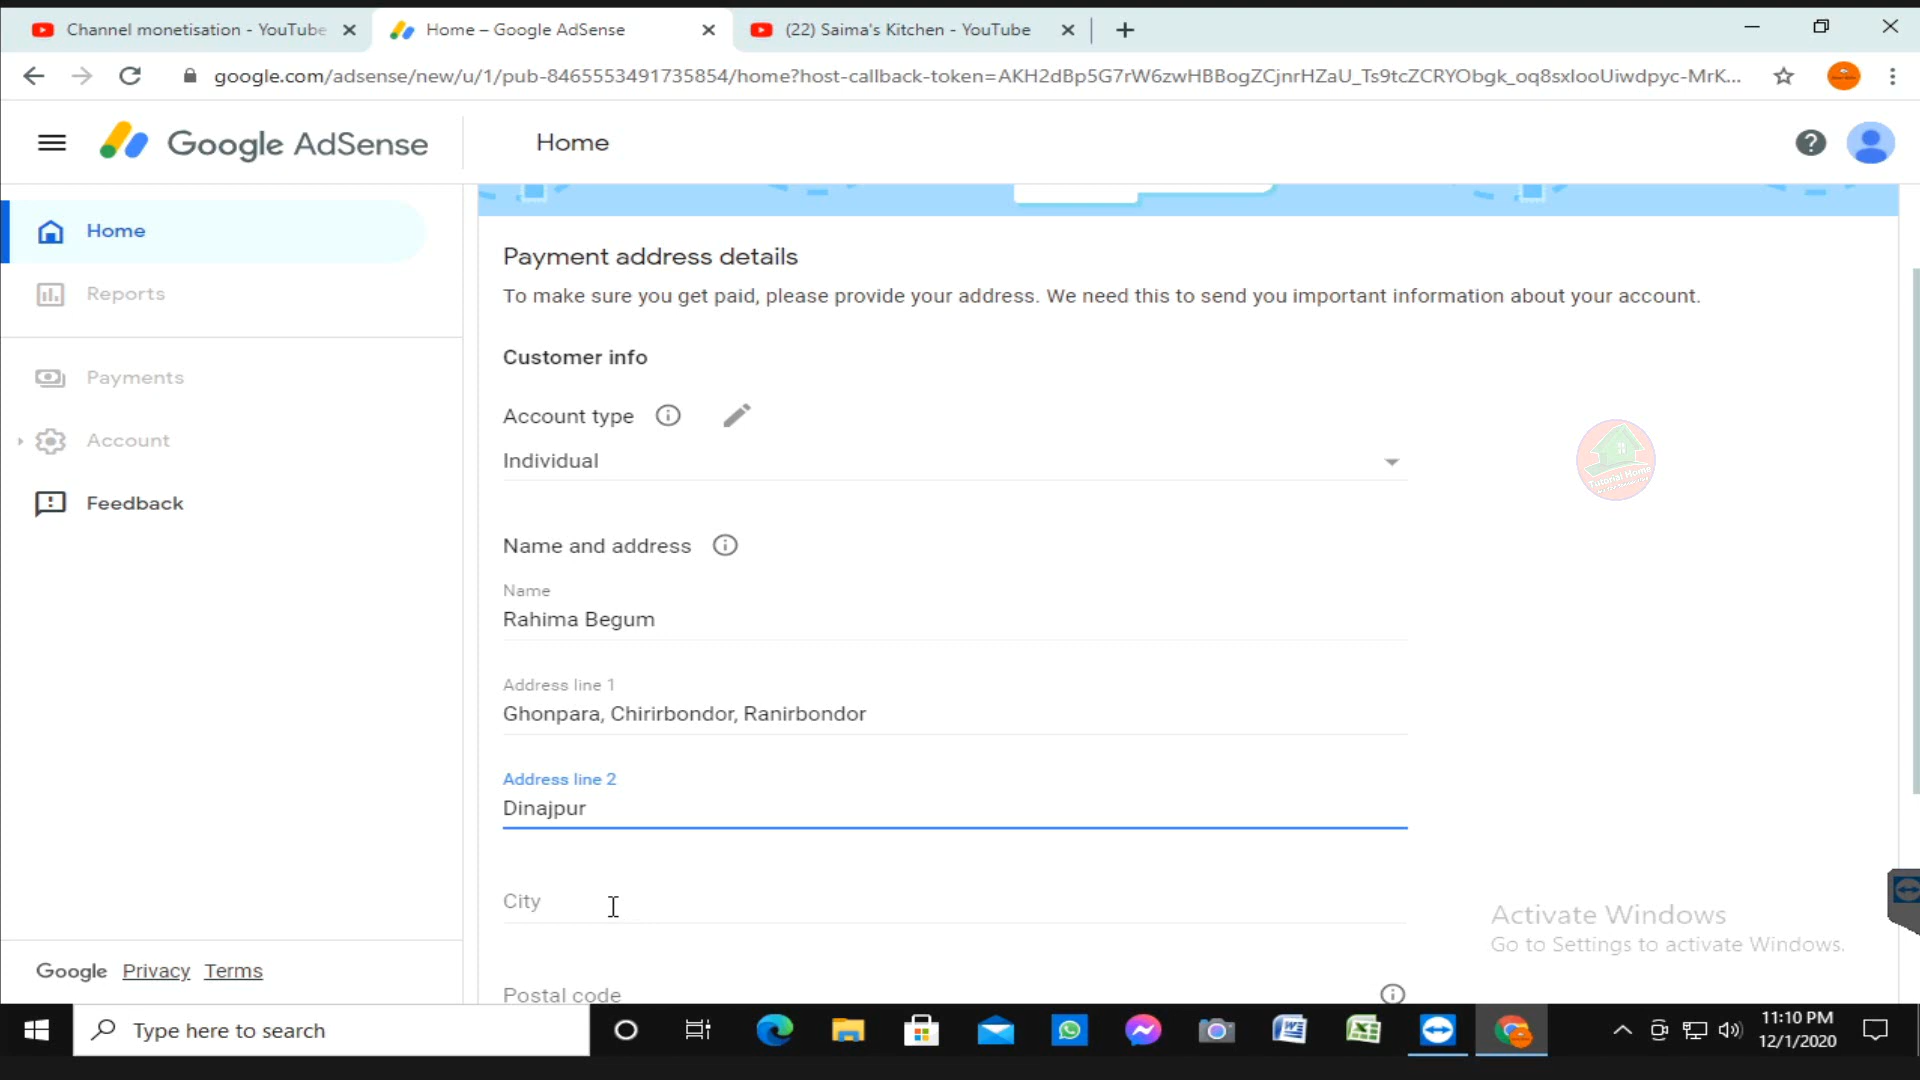 Channel monetisation - YouTube
Home – Google AdSense
(22) Saima's Kitchen - YouTube
google.com/adsense/new/u/1/pub-8465553491735854/home?host-callback-token=AKH2dBp5G7rW6zwHBBogZCjnrHZaU_Ts9tcZCRYObgk_oq8sxIooUiwdpyc-MrK...
Google AdSense
Home
Home
Reports
Payments
Account
Feedback
Payment address details
To make sure you get paid, please provide your address. We need this to send you important information about your account.
Customer info
Account type
Individual
Name and address
Name
Rahima Begum
Address line 1
Ghonpara, Chirirbondor, Ranirbondor
Address line 2
Dinajpur
City
Postal code
Tutorial Home
Activate Windows
Go to Settings to activate Windows.
Google Privacy Terms
Type here to search
11:10 PM
12/1/2020